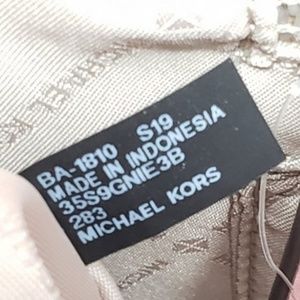 BA-1810 S19
MADE IN INDONESIA
35S9GNIE3B
283
MICHAEL KORS